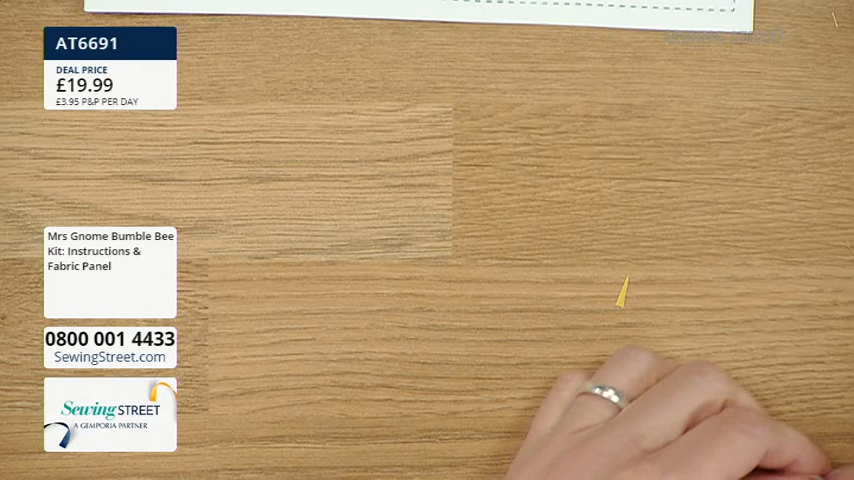 AT6691
DEAL PRICE
£19.99
£3.95 P&P PER DAY
Mrs Gnome Bumble Bee
Kit: Instructions &
Fabric Panel
0800 001 4433
SewingStreet.com
Sewing STREET
A GEMPORIA PARTNER